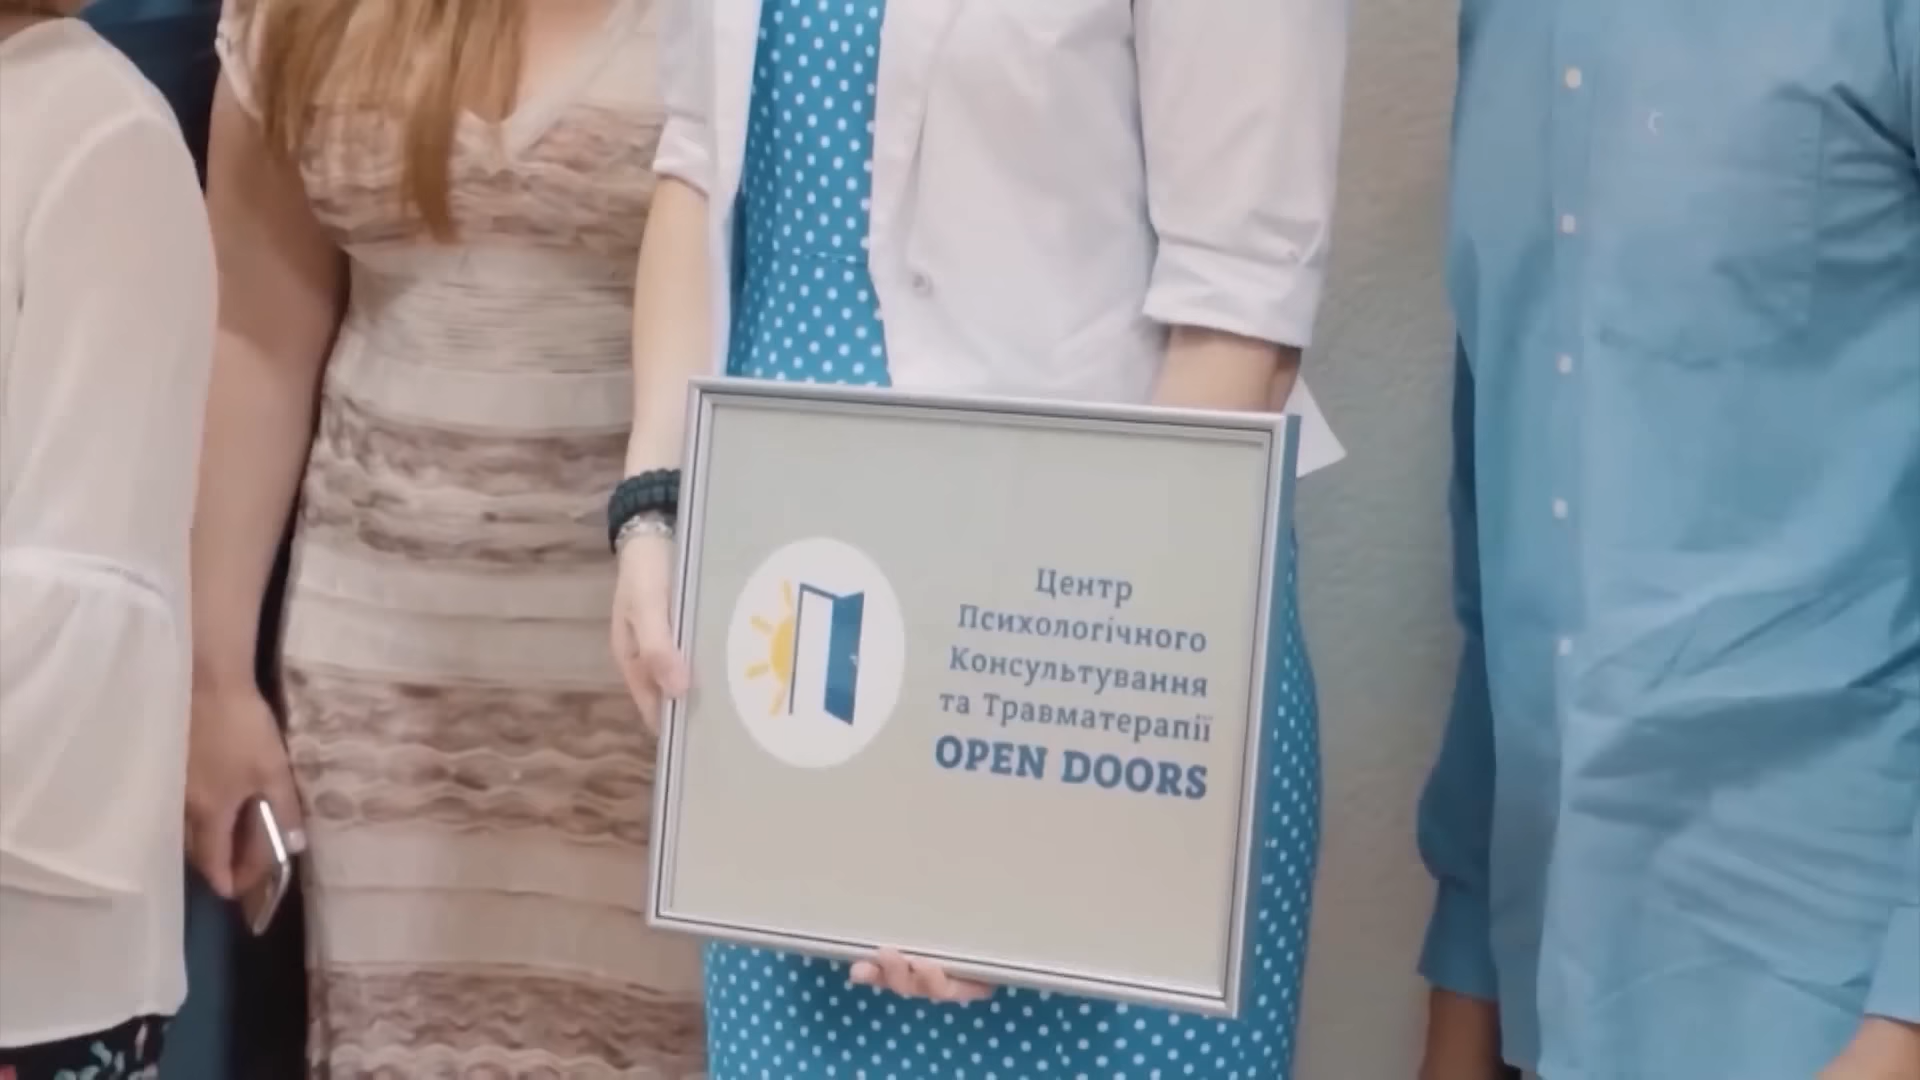 Центр
Психологічного
Консультування
та Травматерапії
OPEN DOORS